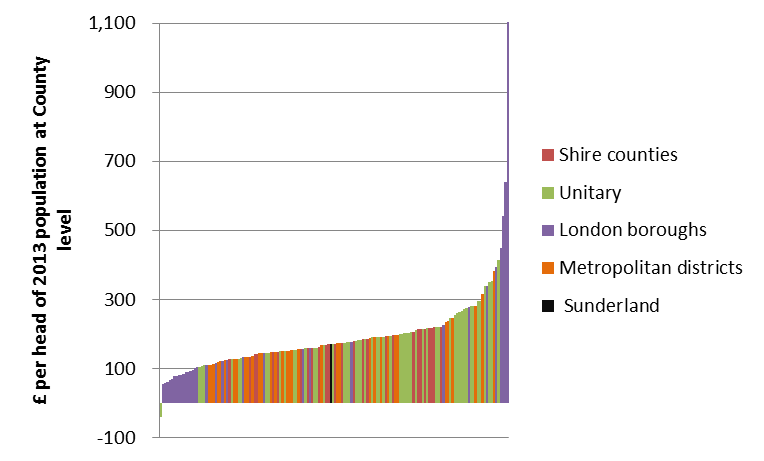 £ per head of 2013 population at County
level
1,100
900
700
500
300
100
-100
Shire counties
Unitary
London boroughs
Metropolitan districts
Sunderland